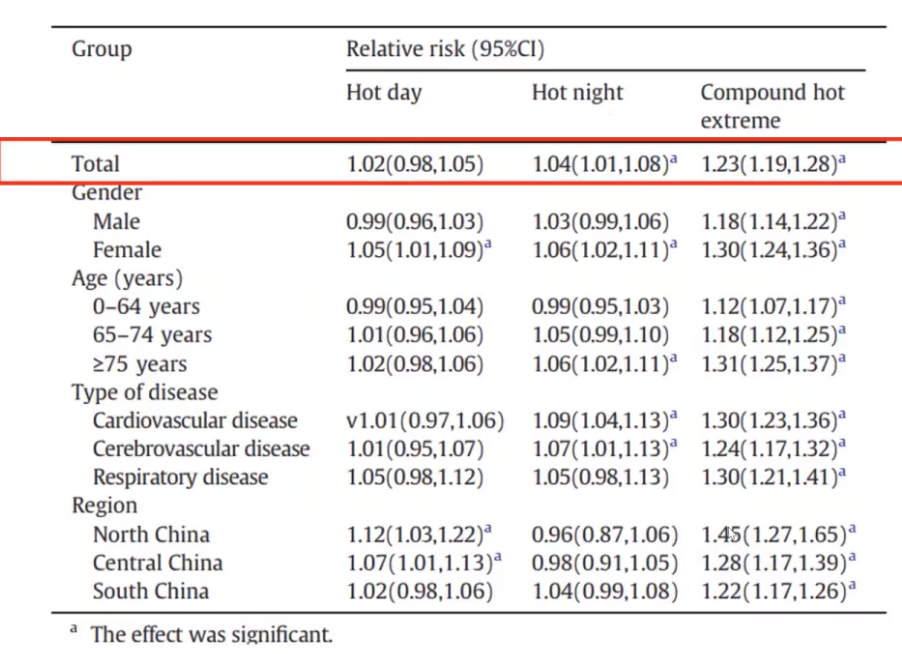 Group Relative risk (95%CI)
Hot day Hot night Compound hot
extreme
Total 1.02(0.98,1.05) 1.04(1.01,1.08)ᵃ 1.23(1.19,1.28)ᵃ
Gender
Male 0.99(0.96,1.03) 1.03(0.99,1.06) 1.18(1.14,1.22)ᵃ
Female 1.05(1.01,1.09)ᵃ 1.06(1.02,1.11)ᵃ 1.30(1.24,1.36)ᵃ
Age (years)
0–64 years 0.99(0.95,1.04) 0.99(0.95,1.03) 1.12(1.07,1.17)ᵃ
65–74 years 1.01(0.96,1.06) 1.05(0.99,1.10) 1.18(1.12,1.25)ᵃ
≥75 years 1.02(0.98,1.06) 1.06(1.02,1.11)ᵃ 1.31(1.25,1.37)ᵃ
Type of disease
Cardiovascular disease v1.01(0.97,1.06) 1.09(1.04,1.13)ᵃ 1.30(1.23,1.36)ᵃ
Cerebrovascular disease 1.01(0.95,1.07) 1.07(1.01,1.13)ᵃ 1.24(1.17,1.32)ᵃ
Respiratory disease 1.05(0.98,1.12) 1.05(0.98,1.13) 1.30(1.21,1.41)ᵃ
Region
North China 1.12(1.03,1.22)ᵃ 0.96(0.87,1.06) 1.45(1.27,1.65)ᵃ
Central China 1.07(1.01,1.13)ᵃ 0.98(0.91,1.05) 1.28(1.17,1.39)ᵃ
South China 1.02(0.98,1.06) 1.04(0.99,1.08) 1.22(1.17,1.26)ᵃ
ᵃ The effect was significant.